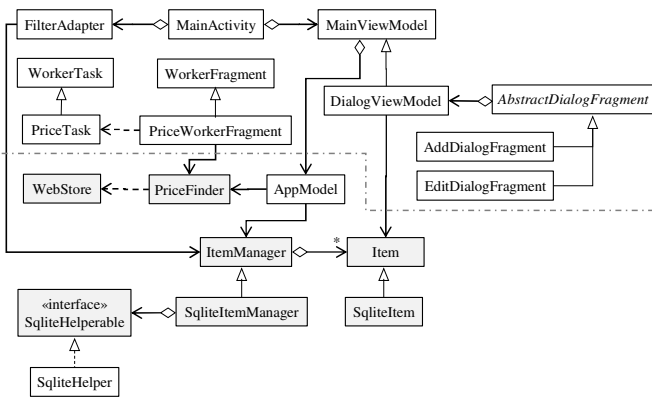 FilterAdapter
MainActivity
MainViewModel
WorkerTask
WorkerFragment
DialogViewModel
AbstractDialogFragment
PriceTask
PriceWorkerFragment
AddDialogFragment
WebStore
PriceFinder
AppModel
EditDialogFragment
ItemManager
*
Item
«interface»
SqliteHelperable
SqliteItemManager
SqliteItem
SqliteHelper